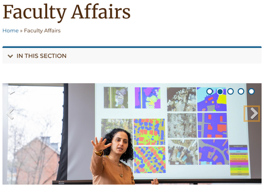 Faculty Affairs
Home » Faculty Affairs
IN THIS SECTION